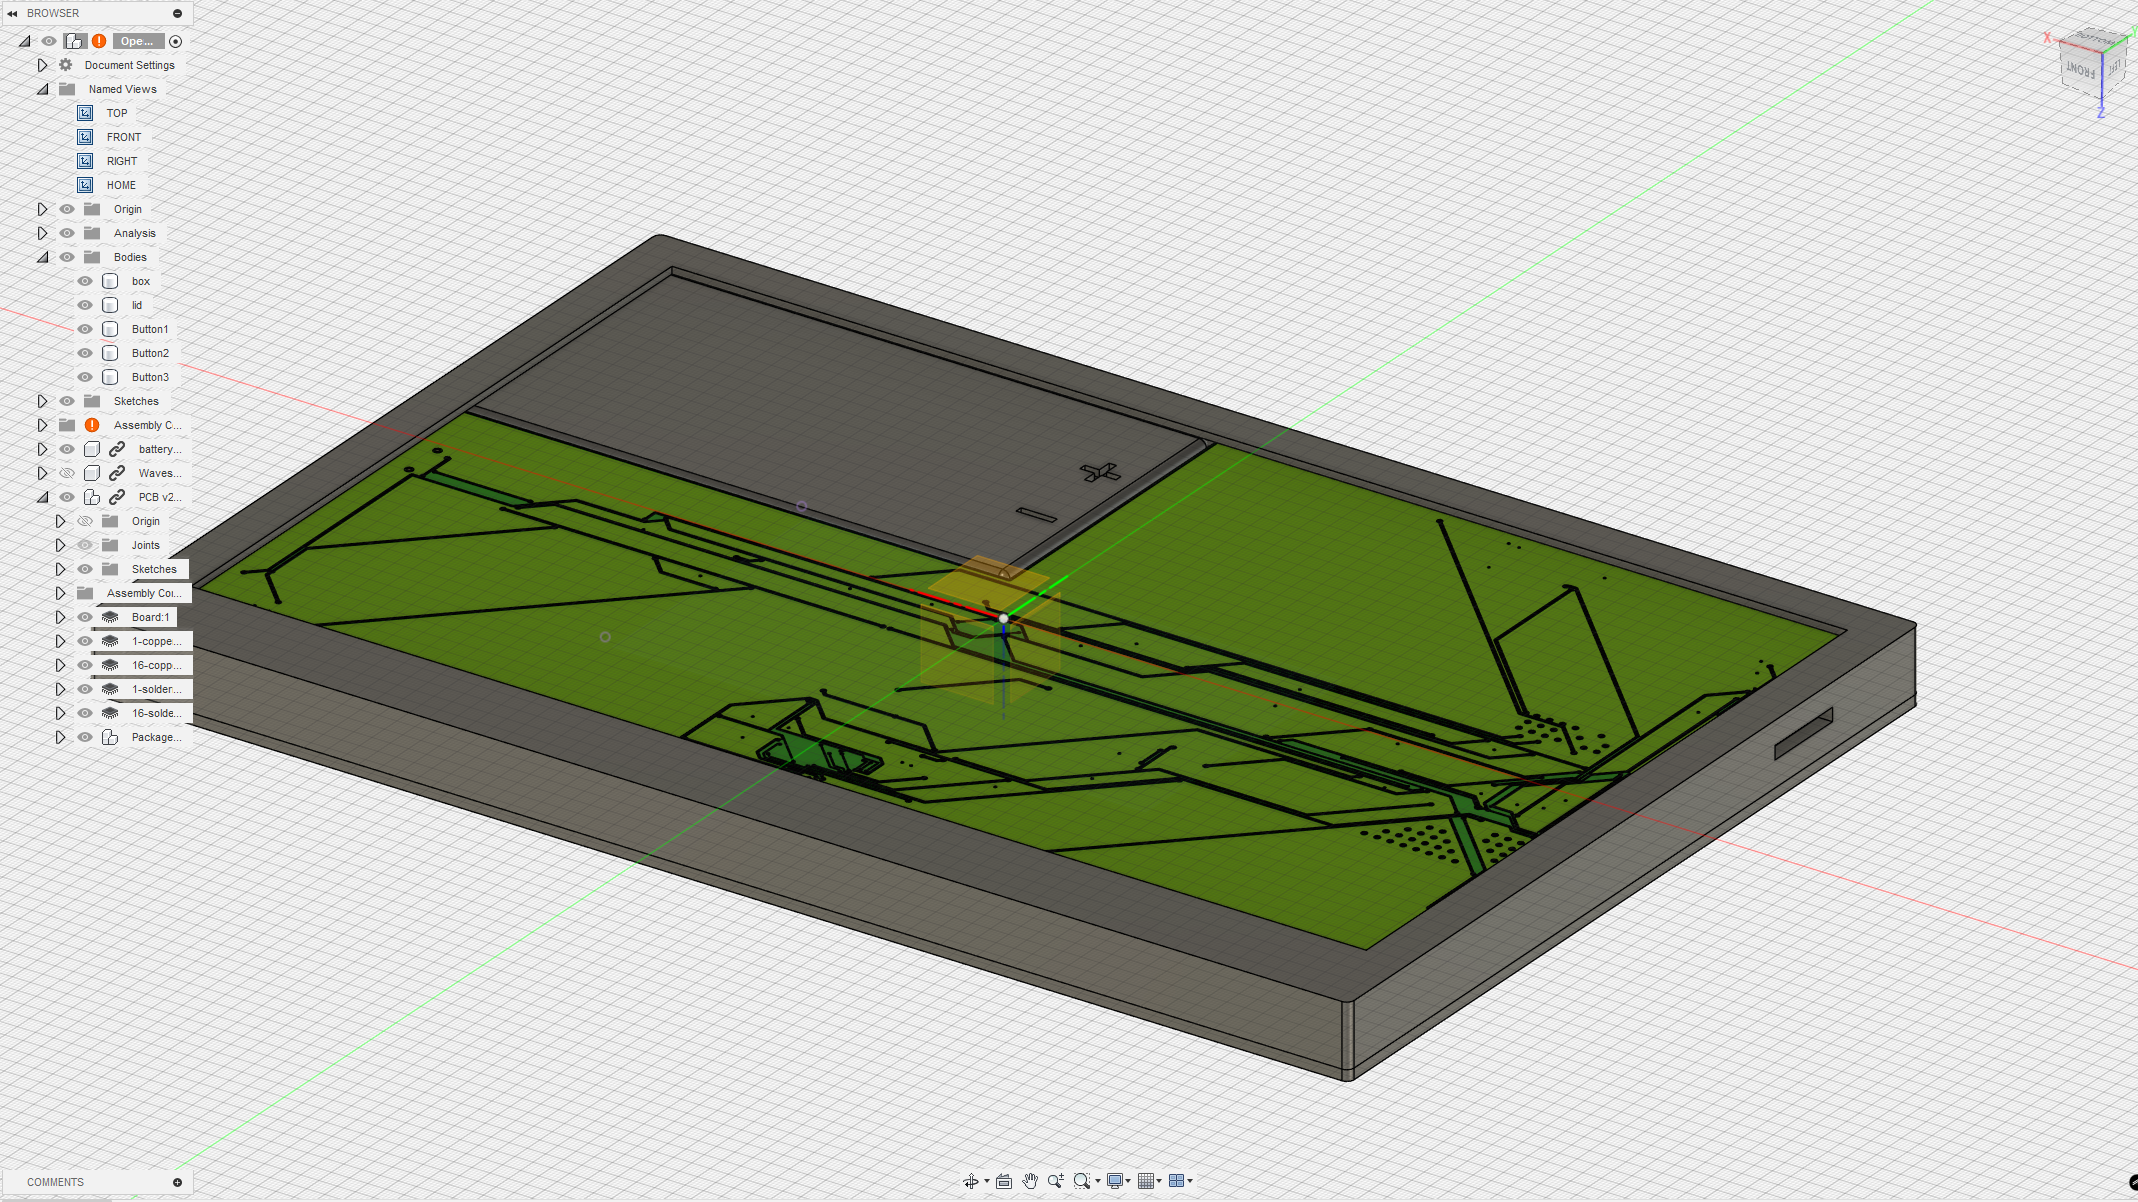 BROWSER
Ope...
Document Settings
Named Views
TOP
FRONT
RIGHT
HOME
Origin
Analysis
Bodies
box
lid
Button1
Button2
Button3
Sketches
Assembly C...
battery...
Waves...
PCB v2...
Origin
Joints
Sketches
Assembly Co...
Board:1
1-coppe...
16-copp...
1-solder...
16-solde...
Package...
COMMENTS
X
Y
Z
BOTTOM
FRONT
LEFT